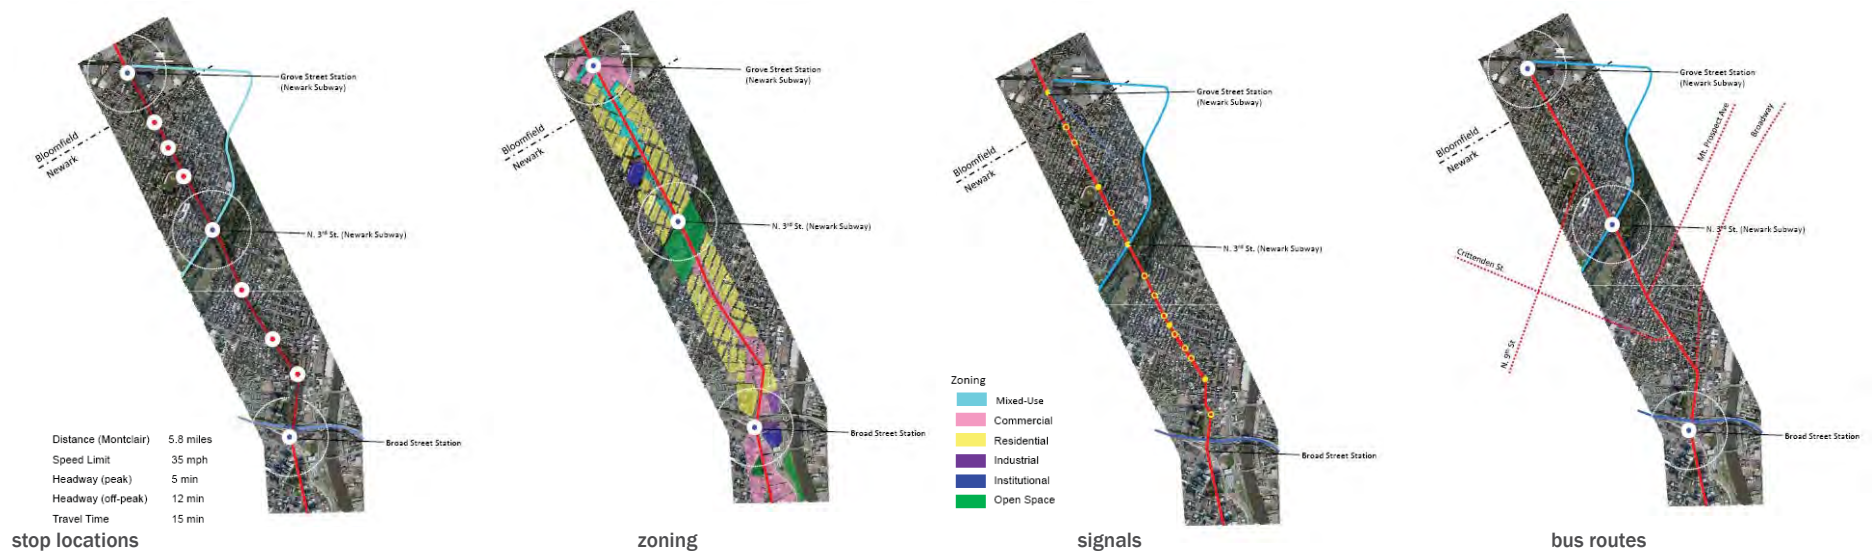 Grove Street Station
(Newark Subway)
Bloomfield
Newark
N. 3rd St. (Newark Subway)
Broad Street Station
Distance (Montclair) 5.8 miles
Speed Limit 35 mph
Headway (peak) 5 min
Headway (off-peak) 12 min
Travel Time 15 min
stop locations
Grove Street Station
(Newark Subway)
Bloomfield
Newark
N. 3rd St. (Newark Subway)
Broad Street Station
zoning
Grove Street Station
(Newark Subway)
Bloomfield
Newark
N. 3rd St. (Newark Subway)
Zoning
Mixed-Use
Commercial
Residential
Industrial
Institutional
Open Space
Broad Street Station
signals
Grove Street Station
(Newark Subway)
Mt. Prospect Ave
Broadway
Bloomfield
Newark
N. 3rd St. (Newark Subway)
Crittenden St.
N. 9th St
Broad Street Station
bus routes